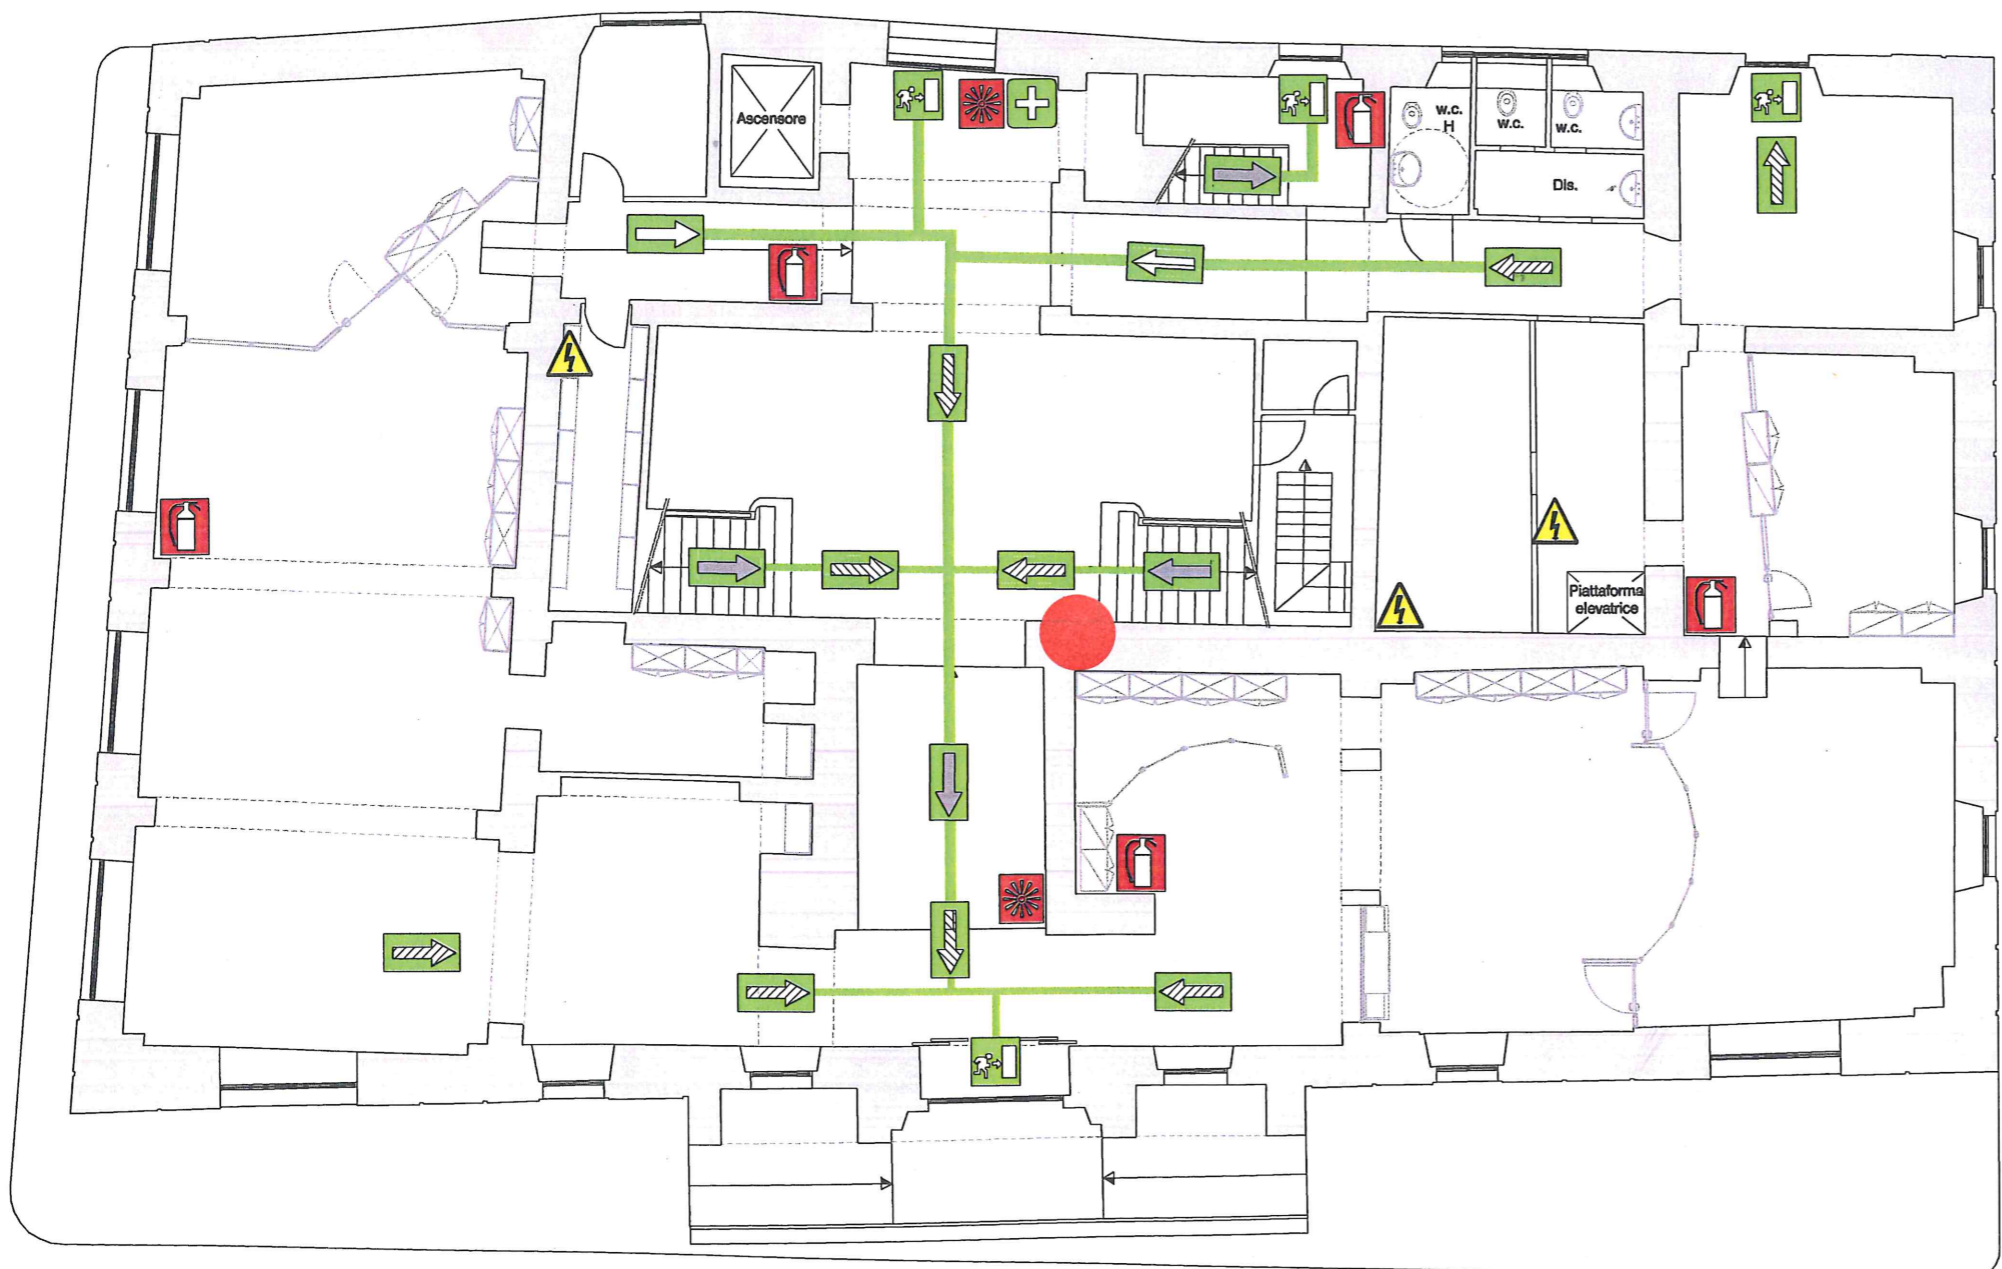 Ascensore
w.c.
H
w.c.
w.c.
Dis.
Piattaforma
elevatrice